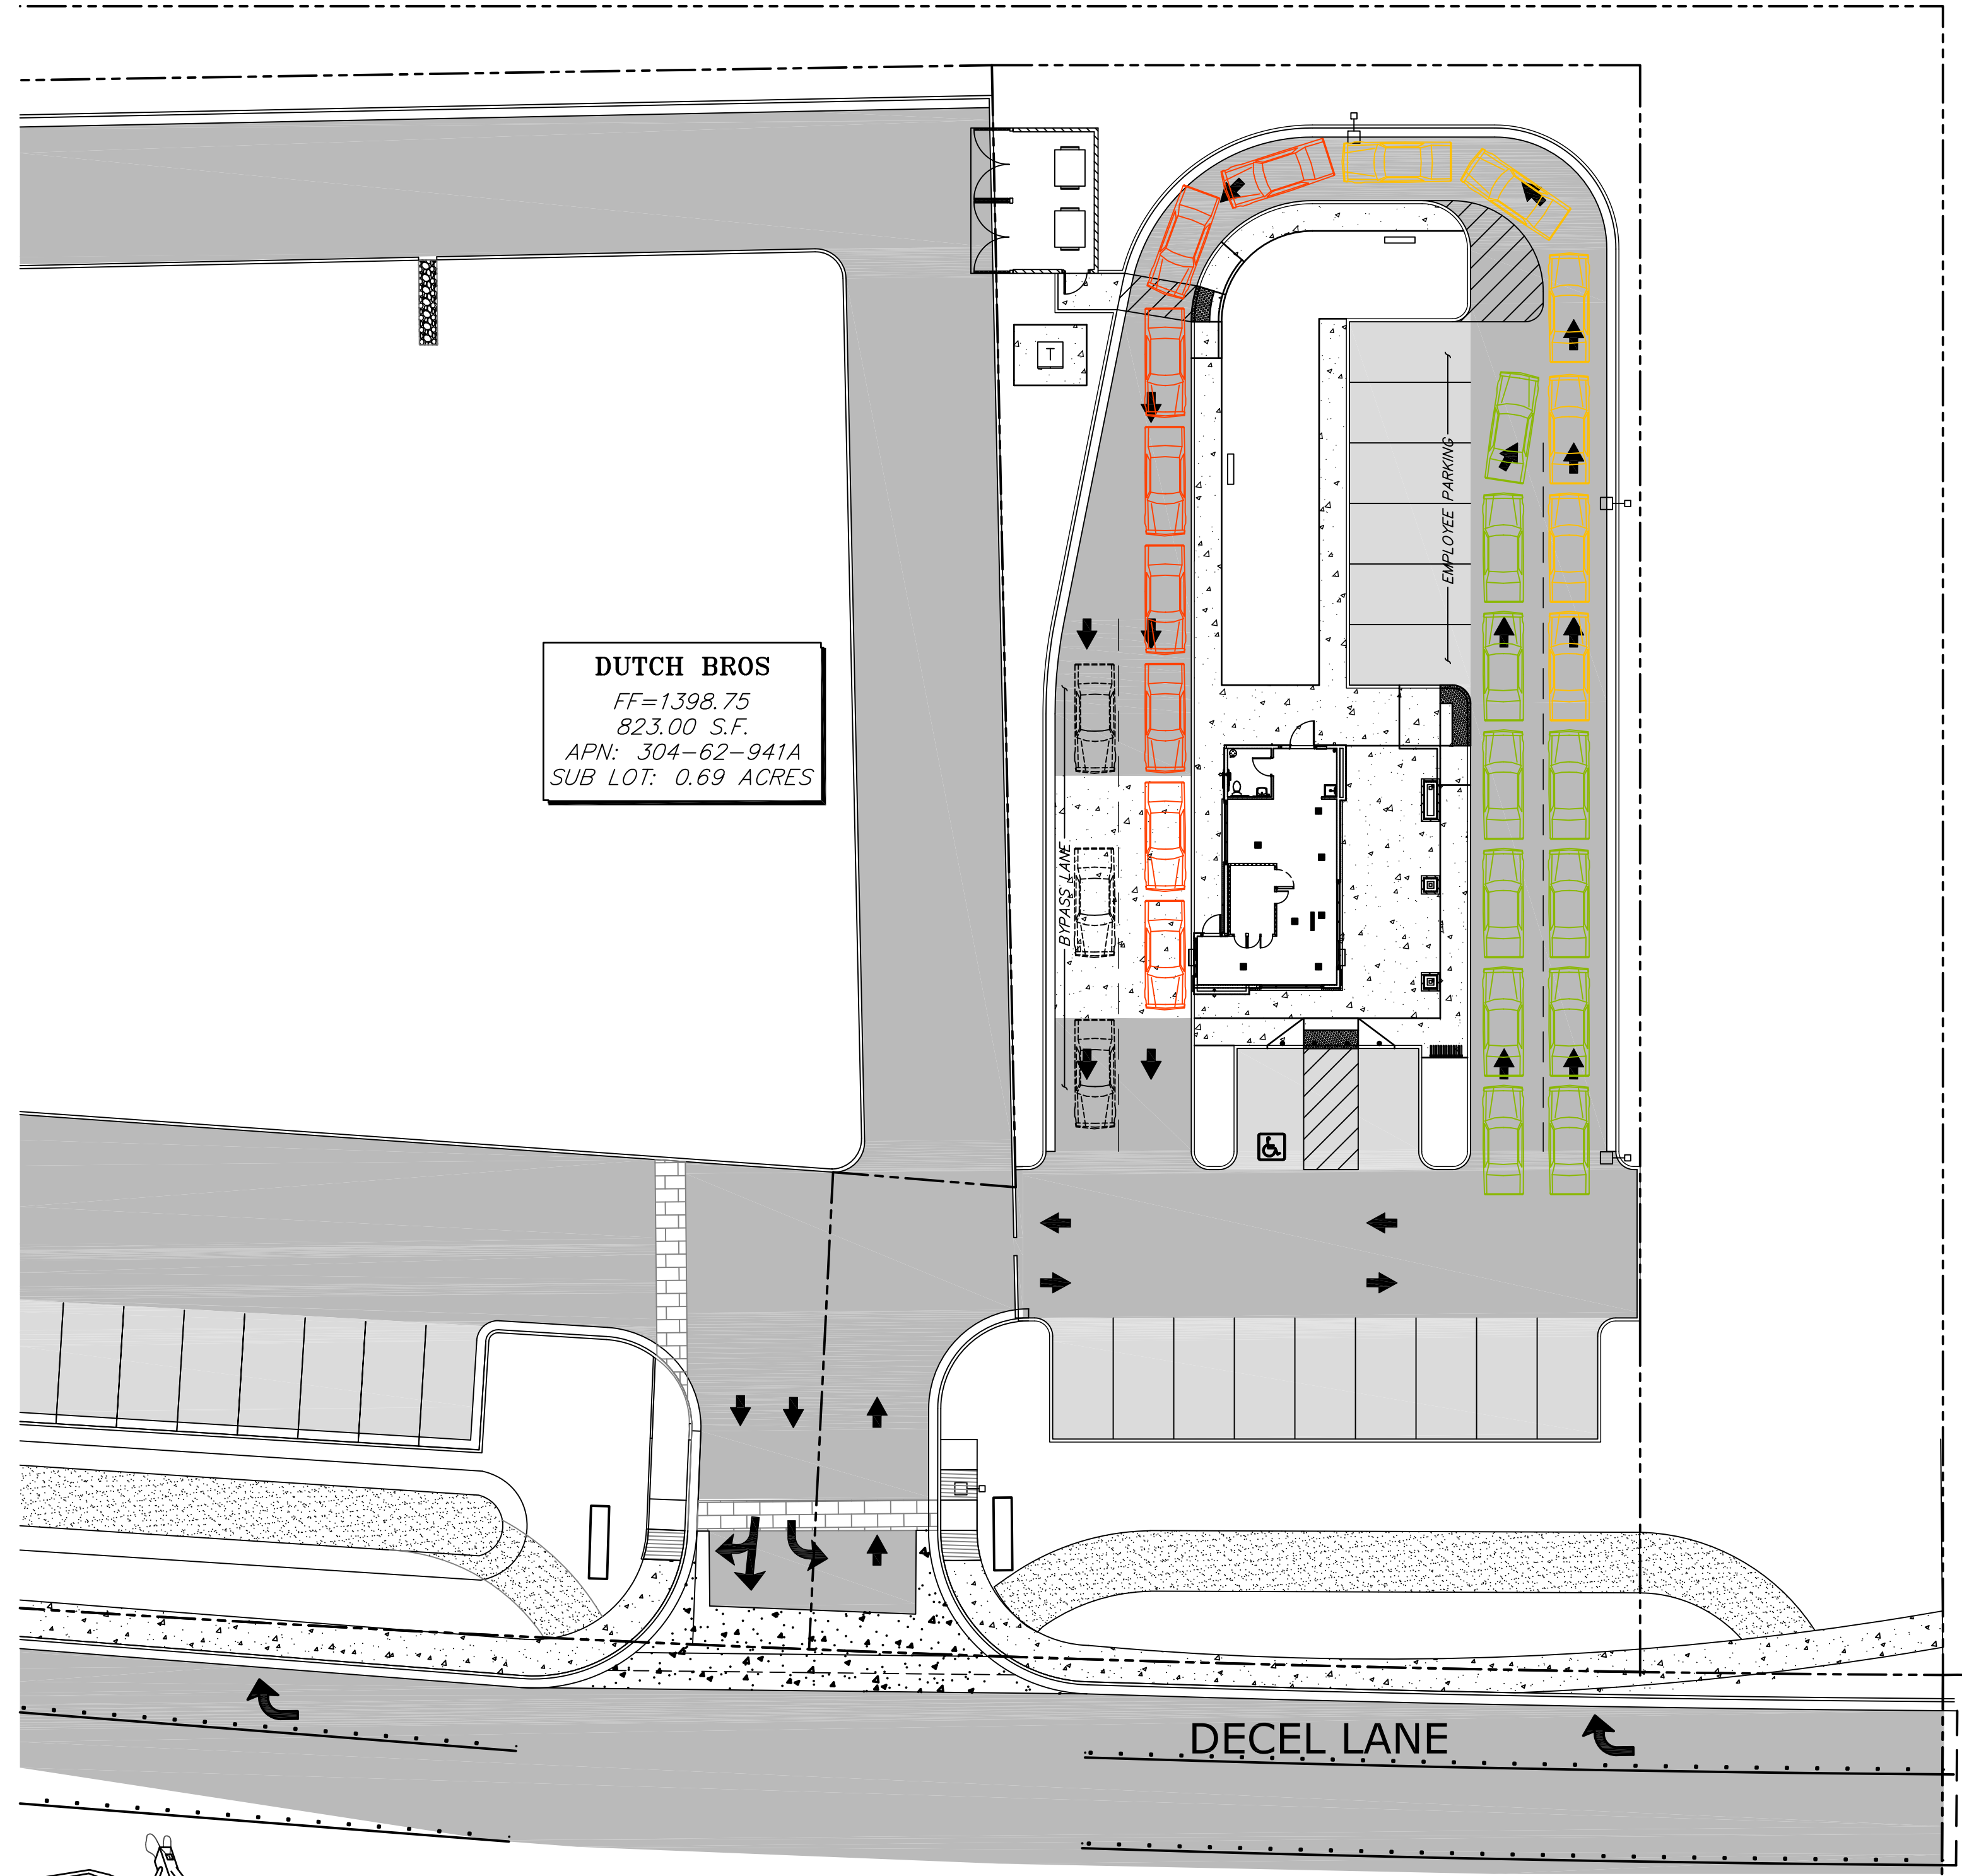 T
EMPLOYEE PARKING
DUTCH BROS
FF=1398.75
823.00 S.F.
APN: 304-62-941A
SUB LOT: 0.69 ACRES
BYPASS LANE
DECEL LANE